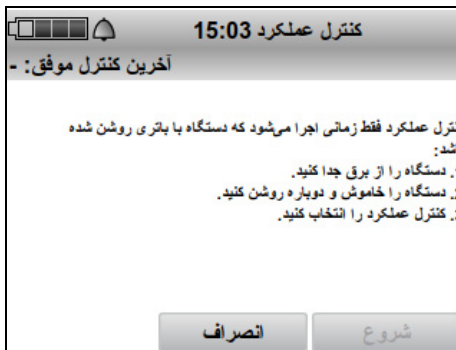 کنترل عملکرد 15:03
آخرین کنترل موفق: -
نترل عملکرد فقط زمانی اجرا می‌شود که دستگاه با باتری روشن شده
شد:
. دستگاه را از برق جدا کنید.
. دستگاه را خاموش و دوباره روشن کنید.
. کنترل عملکرد را انتخاب کنید.
شروع
انصراف